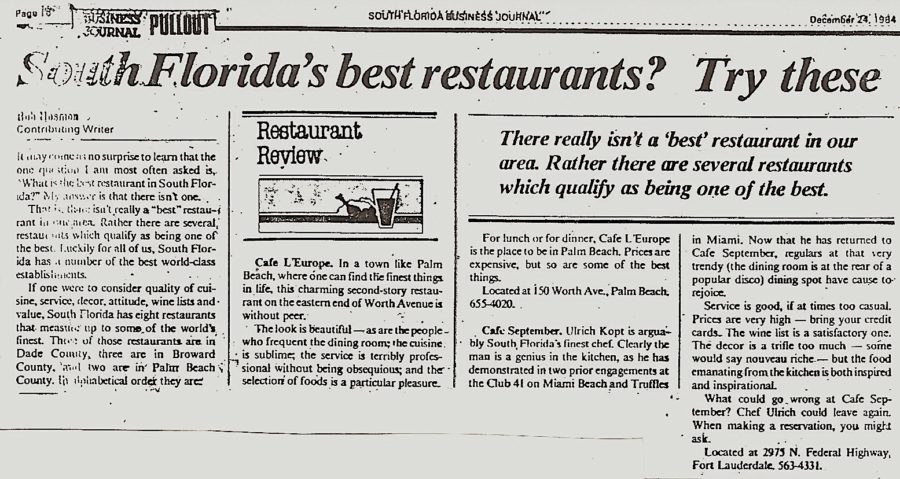 Page 16
BUSINESS
JOURNAL PULLOUT
SOUTH FLORIDA BUSINESS JOURNAL
December 24, 1984
South Florida's best restaurants? Try these
Bob Hosmon
Contributing Writer
It may come as no surprise to learn that the
one question I am most often asked is,
"What is the best restaurant in South Flor-
ida?" My answer is that there isn't one.
That is, there isn't really a "best" restau-
rant in our area. Rather there are several
restaurants which qualify as being one of
the best. Luckily for all of us, South Flor-
ida has a number of the best world-class
establishments.
If one were to consider quality of cui-
sine, service, decor, attitude, wine lists and
value, South Florida has eight restaurants
that measure up to some of the world's
finest. Three of those restaurants are in
Dade County, three are in Broward
County, and two are in Palm Beach
County. In alphabetical order they are:
Restaurant
Review
Cafe L'Europe. In a town like Palm
Beach, where one can find the finest things
in life, this charming second-story restau-
rant on the eastern end of Worth Avenue is
without peer.
The look is beautiful — as are the people
who frequent the dining room; the cuisine
is sublime; the service is terribly profes-
sional without being obsequious; and the
selection of foods is a particular pleasure.
There really isn't a 'best' restaurant in our
area. Rather there are several restaurants
which qualify as being one of the best.
For lunch or for dinner, Cafe L'Europe
is the place to be in Palm Beach. Prices are
expensive, but so are some of the best
things.
Located at 150 Worth Ave., Palm Beach.
655-4020.
Cafe September. Ulrich Kopt is argua-
bly South Florida's finest chef. Clearly the
man is a genius in the kitchen, as he has
demonstrated in two prior engagements at
the Club 41 on Miami Beach and Truffles
in Miami. Now that he has returned to
Cafe September, regulars at that very
trendy (the dining room is at the rear of a
popular disco) dining spot have cause to
rejoice.
Service is good, if at times too casual.
Prices are very high — bring your credit
cards. The wine list is a satisfactory one.
The decor is a trifle too much — some
would say nouveau riche — but the food
emanating from the kitchen is both inspired
and inspirational.
What could go wrong at Cafe Sep-
tember? Chef Ulrich could leave again.
When making a reservation, you might
ask.
Located at 2975 N. Federal Highway,
Fort Lauderdale. 563-4331.